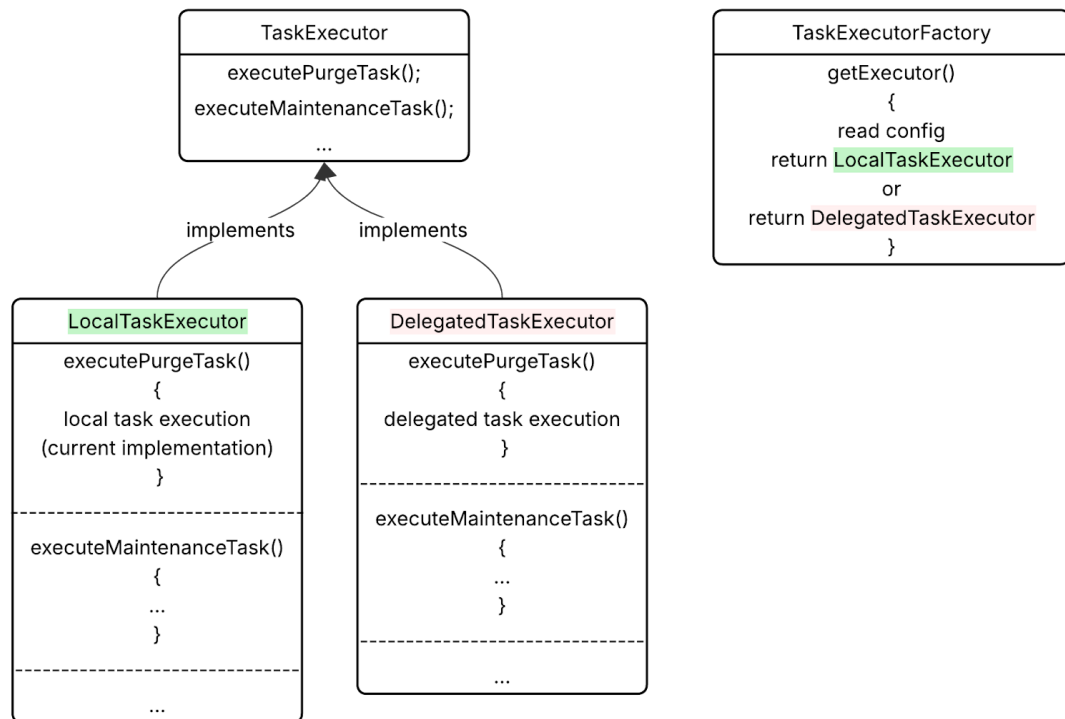 TaskExecutor
executePurgeTask();
executeMaintenanceTask();
...
TaskExecutorFactory
getExecutor()
{
read config
return LocalTaskExecutor
or
return DelegatedTaskExecutor
}
implements
implements
LocalTaskExecutor
executePurgeTask()
{
local task execution
(current implementation)
}
executeMaintenanceTask()
{
...
}
...
DelegatedTaskExecutor
executePurgeTask()
{
delegated task execution
}
executeMaintenanceTask()
{
...
}
...